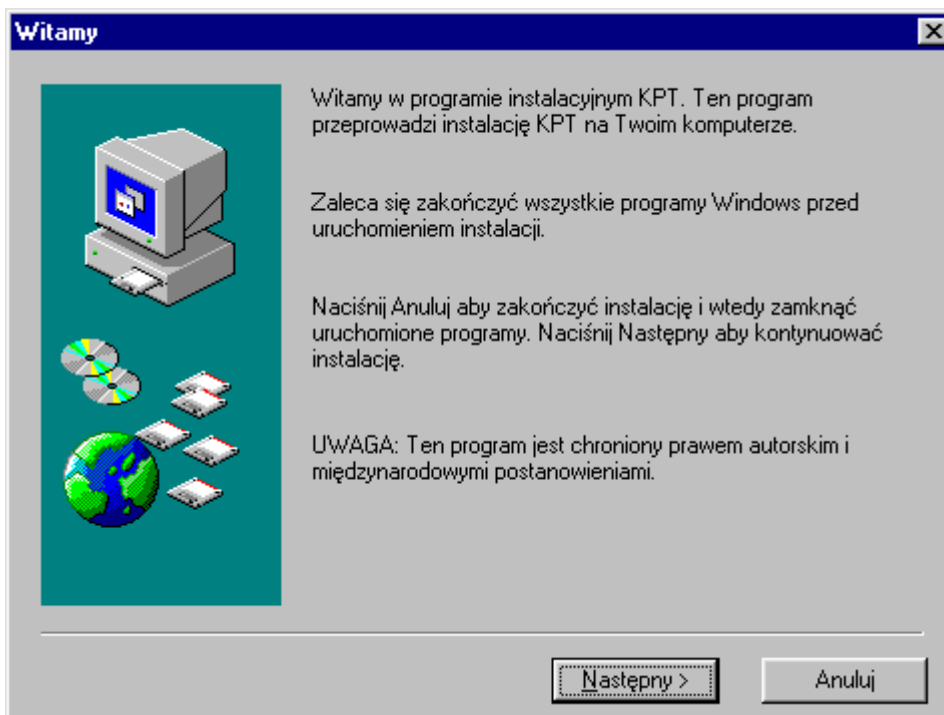 Witamy
Witamy w programie instalacyjnym KPT. Ten program
przeprowadzi instalację KPT na Twoim komputerze.
Zaleca się zakończyć wszystkie programy Windows przed
uruchomieniem instalacji.
Naciśnij Anuluj aby zakończyć instalację i wtedy zamknąć
uruchomione programy. Naciśnij Następny aby kontynuować
instalację.
UWAGA: Ten program jest chroniony prawem autorskim i
międzynarodowymi postanowieniami.
Następny >
Anuluj